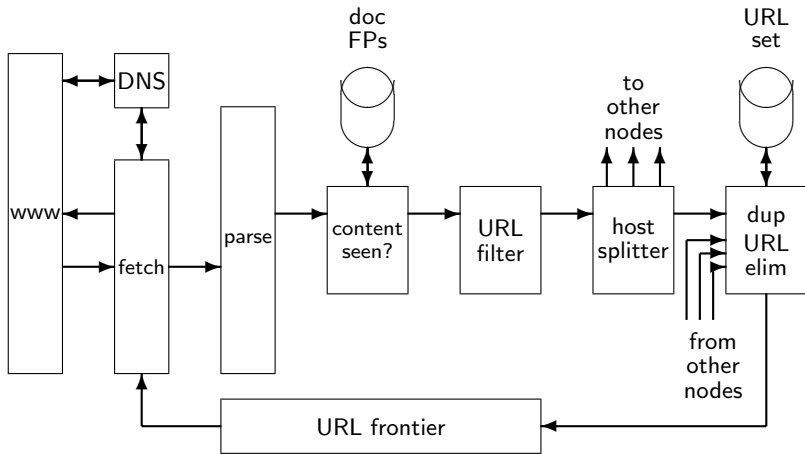 doc
FPs
URL
set
DNS
to
other
nodes
www
fetch
parse
content
seen?
URL
filter
host
splitter
dup
URL
elim
from
other
nodes
URL frontier